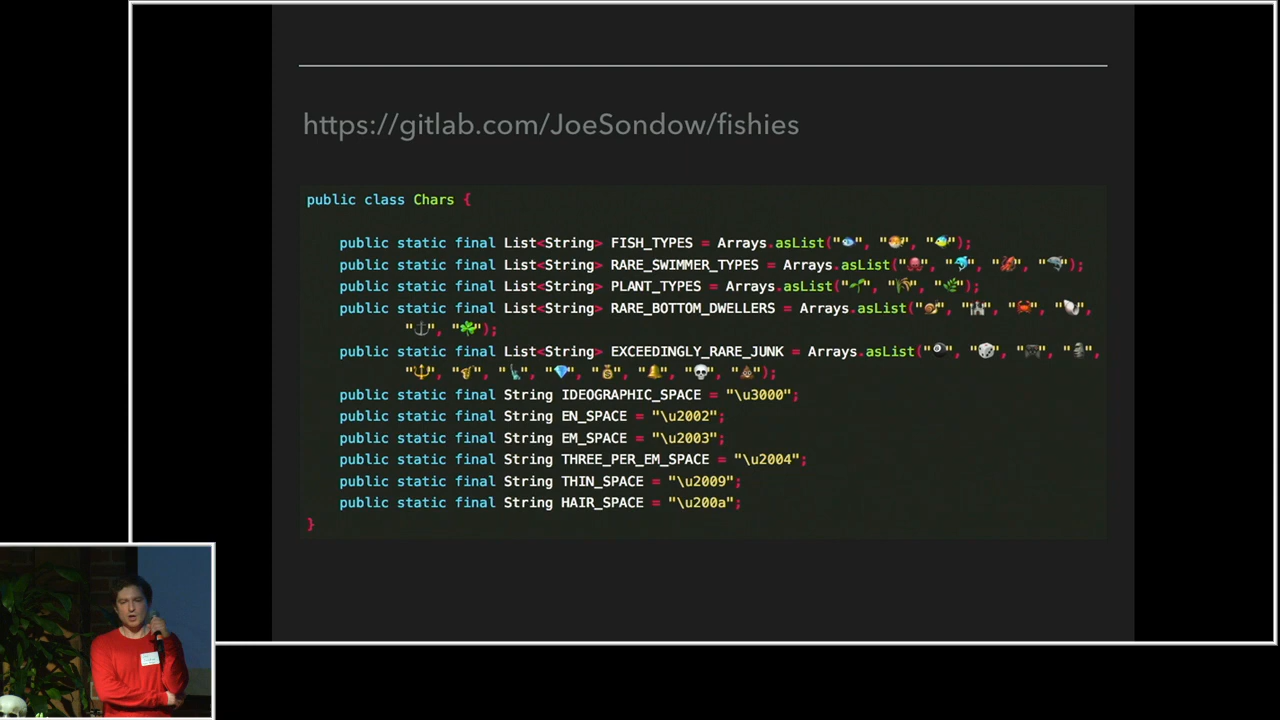 https://gitlab.com/JoeSondow/fishies
public class Chars {
public static final List<String> FISH_TYPES = Arrays.asList("🐟", "🐡", "🐠");
public static final List<String> RARE_SWIMMER_TYPES = Arrays.asList("🐙", "🐬", "🦞", "🦈");
public static final List<String> PLANT_TYPES = Arrays.asList("🌱", "🌾", "🌿");
public static final List<String> RARE_BOTTOM_DWELLERS = Arrays.asList("🐌", "🏰", "🦀", "🐚",
"⚓", "☘");
public static final List<String> EXCEEDINGLY_RARE_JUNK = Arrays.asList("🎱", "🎲", "🎮", "🗿",
"🔱", "🎷", "🗽", "💎", "💰", "🔔", "💀", "💩");
public static final String IDEOGRAPHIC_SPACE = "\u3000";
public static final String EN_SPACE = "\u2002";
public static final String EM_SPACE = "\u2003";
public static final String THREE_PER_EM_SPACE = "\u2004";
public static final String THIN_SPACE = "\u2009";
public static final String HAIR_SPACE = "\u200a";
}